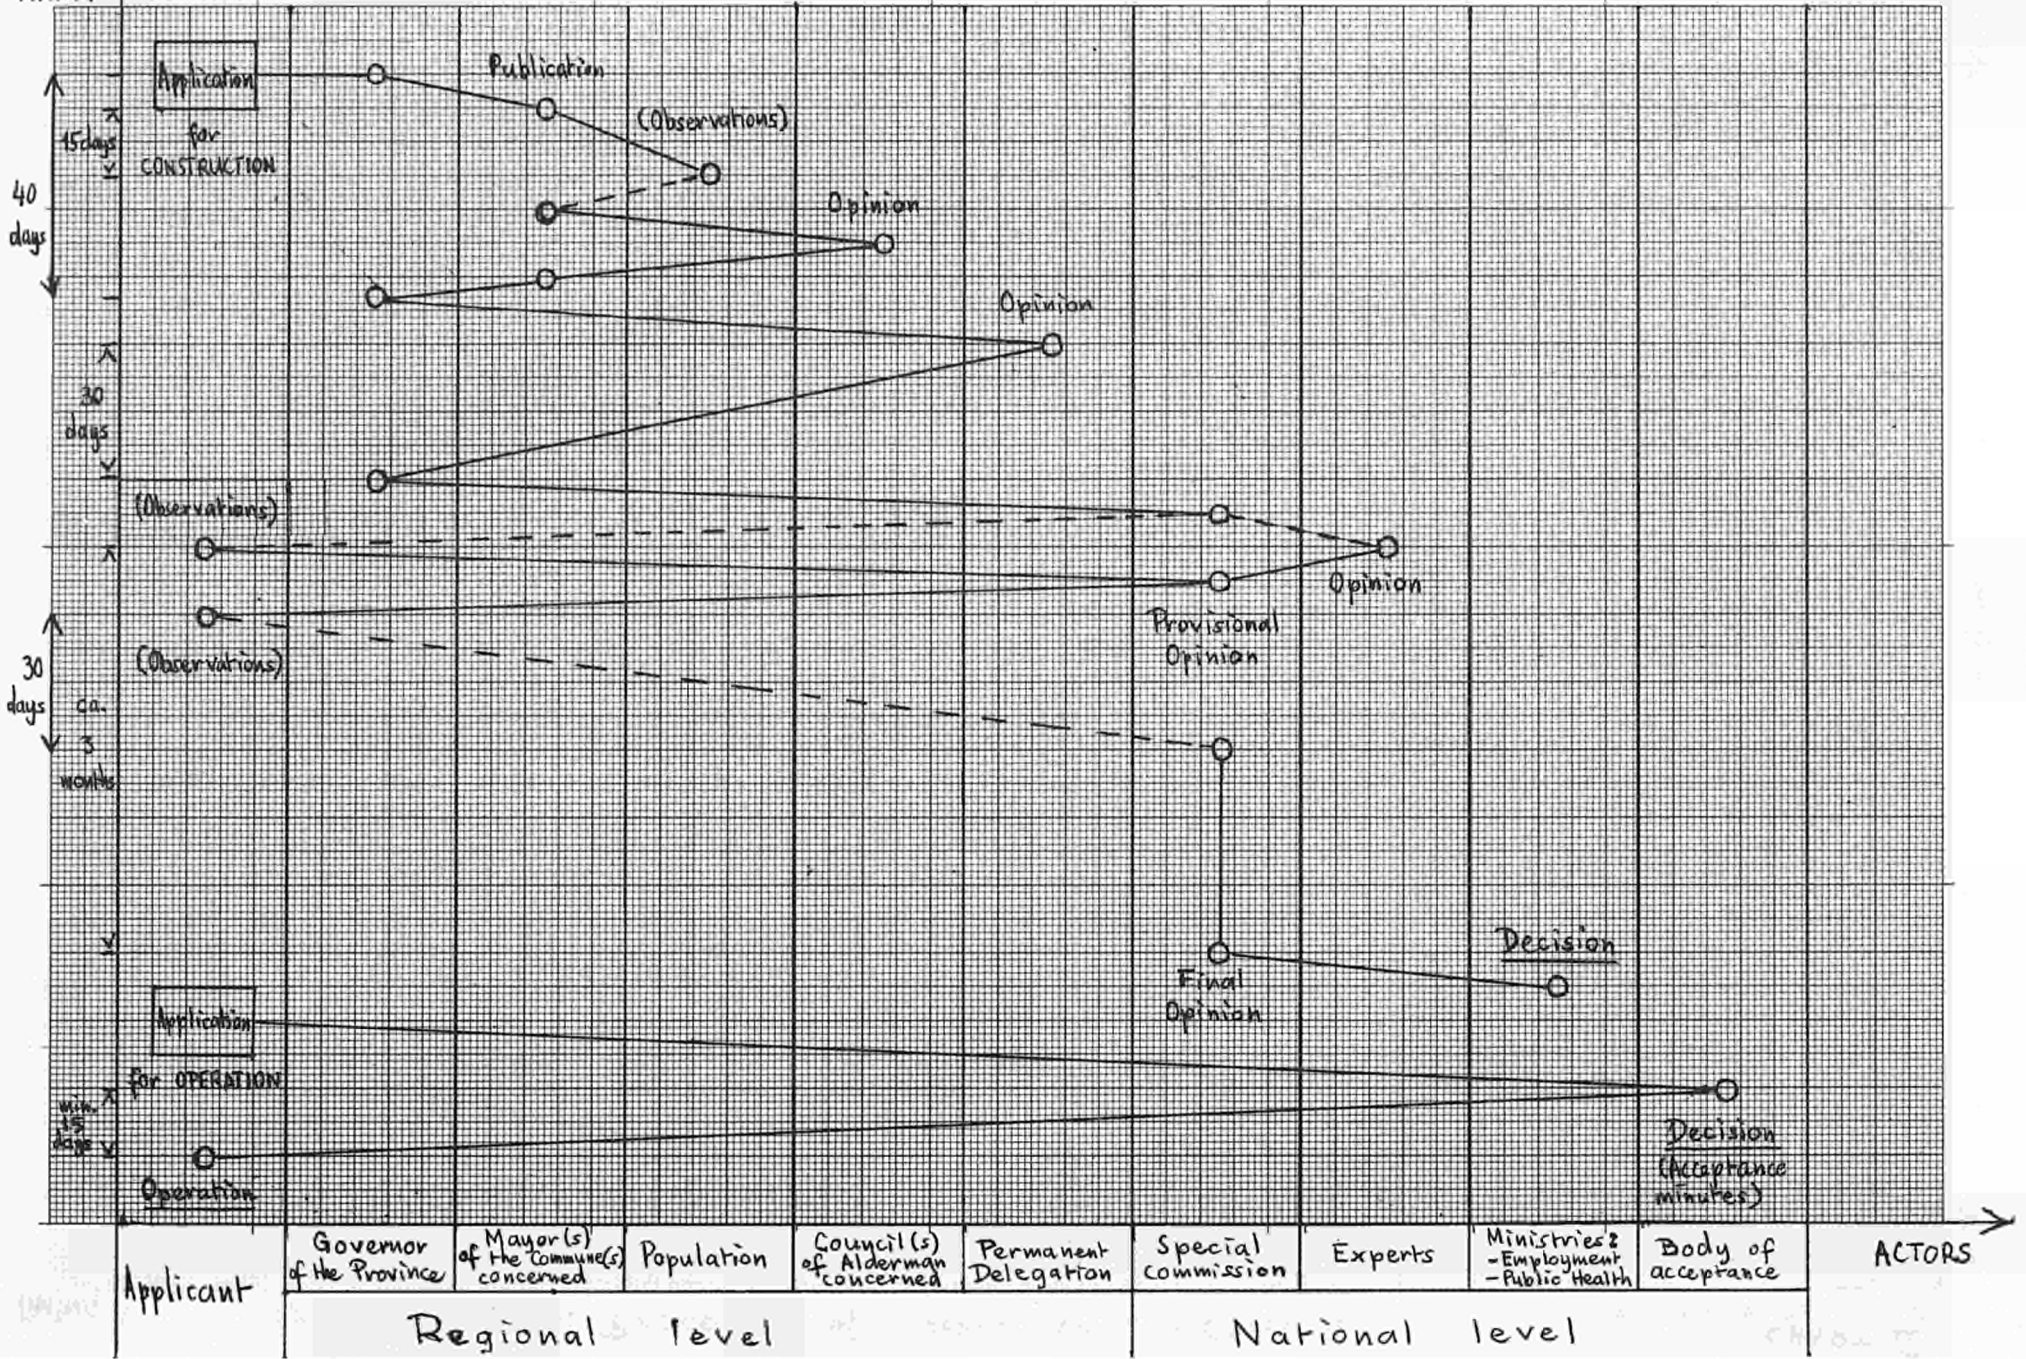 Application
for
CONSTRUCTION
Publication
(Observations)
Opinion
Opinion
15 days
40
days
30
days
(Observations)
Opinion
Provisional
Opinion
(Observations)
30
days
ca.
3
months
Final
Opinion
Decision
Application
for OPERATION
min.
15
days
Operation
Decision
(Acceptance
minutes)
Applicant
Governor
of the Province
Mayor(s)
of the Commune(s)
concerned
Population
Council(s)
of Alderman
concerned
Permanent
Delegation
Special
Commission
Experts
Ministries:
-Employment
-Public Health
Body of
acceptance
ACTORS
Regional level
National level